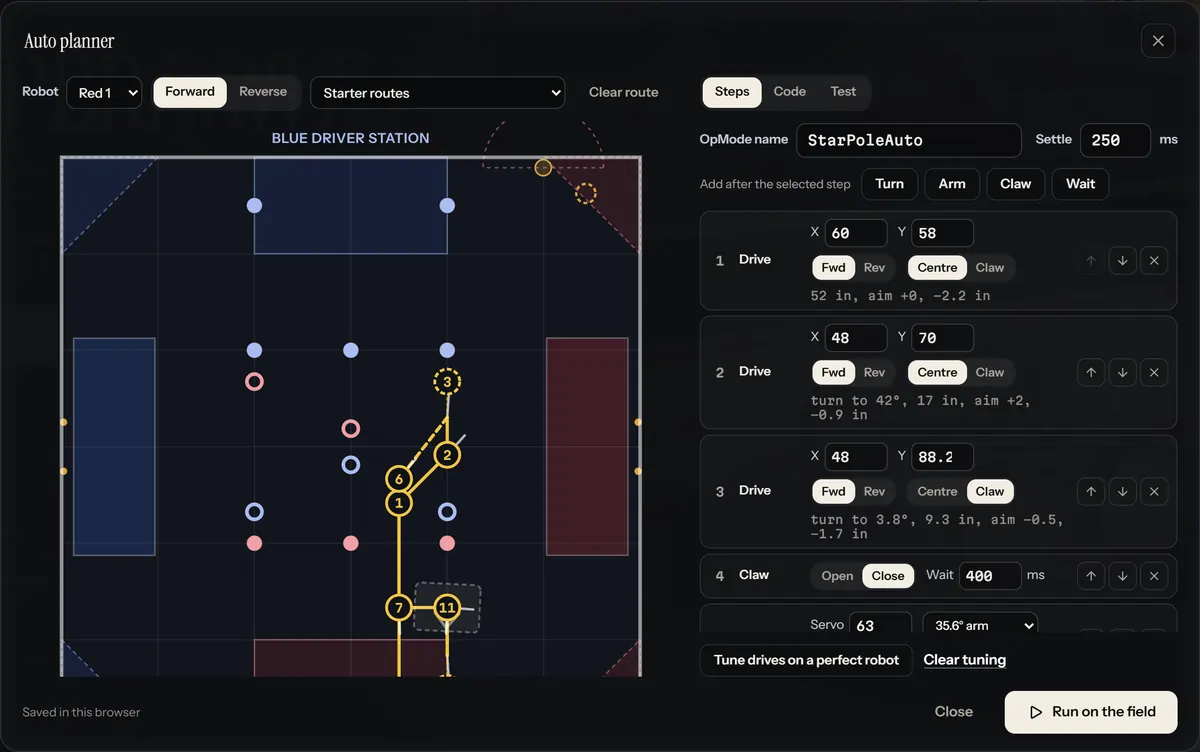 Auto planner
Robot Red 1 Forward Reverse Starter routes Clear route
Steps Code Test
BLUE DRIVER STATION
3
2
6
1
7 11
OpMode name StarPoleAuto Settle 250 ms
Add after the selected step Turn Arm Claw Wait
1 Drive X 60 Y 58
Fwd Rev Centre Claw
52 in, aim +0, −2.2 in
2 Drive X 48 Y 70
Fwd Rev Centre Claw
turn to 42°, 17 in, aim +2,
−0.9 in
3 Drive X 48 Y 88.2
Fwd Rev Centre Claw
turn to 3.8°, 9.3 in, aim −0.5,
−1.7 in
4 Claw Open Close Wait 400 ms
Servo 63 35.6° arm
Tune drives on a perfect robot Clear tuning
Saved in this browser
Close Run on the field